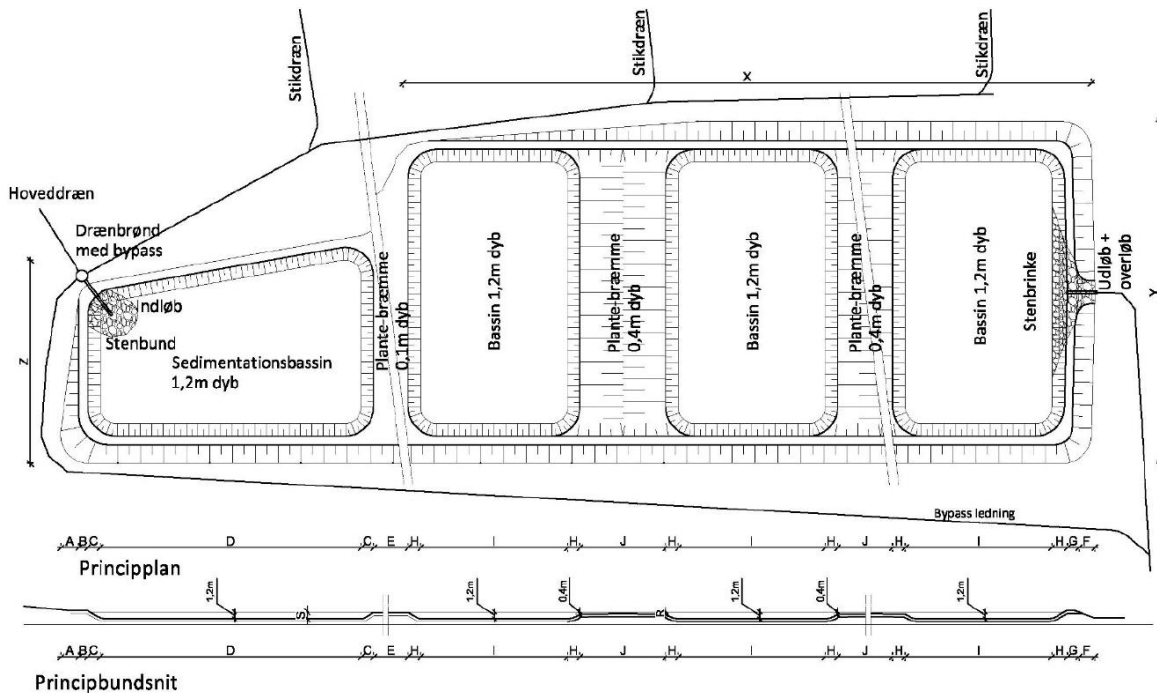 Stikdræn
Stikdræn
Stikdræn
X
Hoveddræn
Drænbrønd
med bypass
Indløb
Stenbund
Sedimentationsbassin
1,2m dyb
Z
Plante-bræmme
0,1m dyb
Bassin 1,2m dyb
Plante-bræmme
0,4m dyb
Bassin 1,2m dyb
Plante-bræmme
0,4m dyb
Bassin 1,2m dyb
Stenbrinke
Udløb +
overløb
Y
Bypass ledning
A B C D C E H I H J H I H J H I H G F
Principplan
1,2m
S
1,2m
0,4m
R
1,2m
0,4m
1,2m
A B C D C E H I H J H I H J H I H G F
Principbundsnit